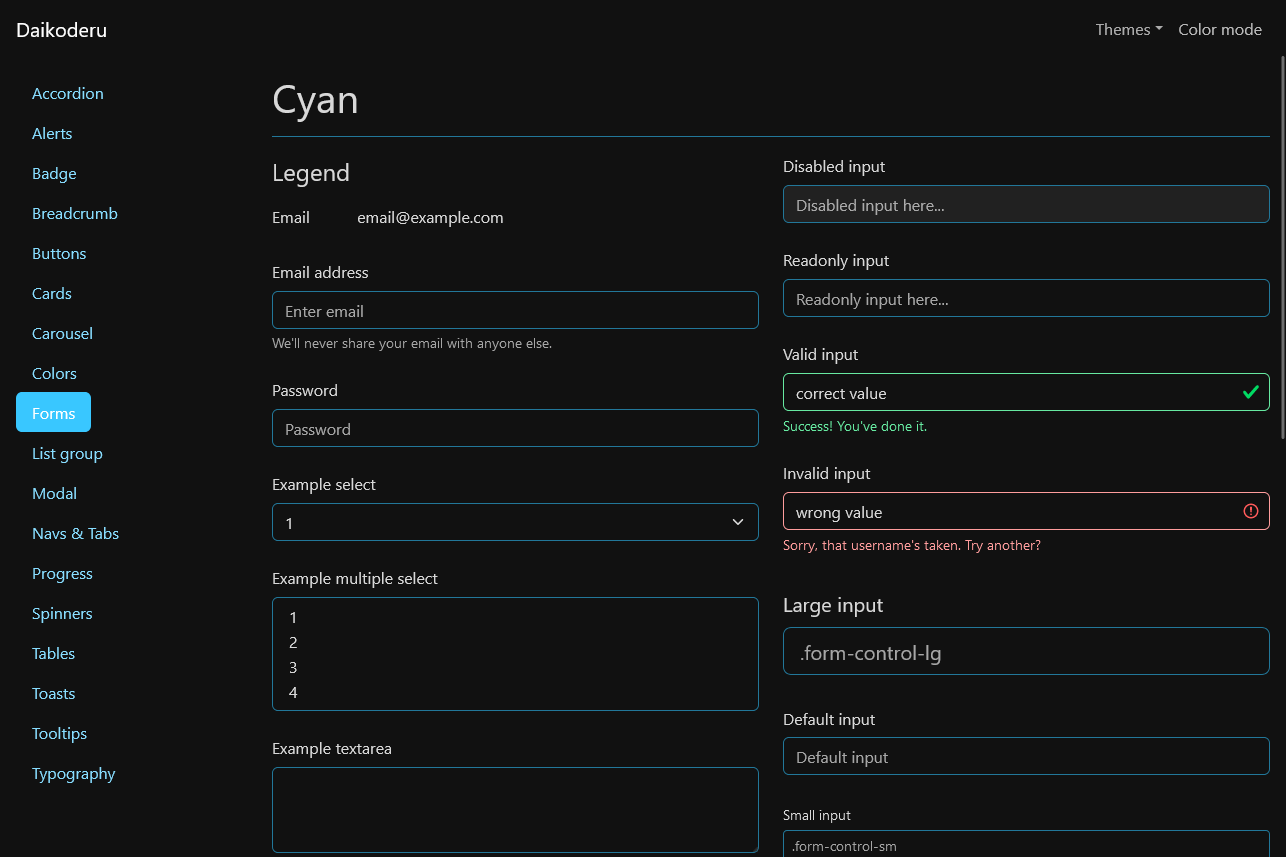 Daikoderu
Themes
Color mode
Accordion
Alerts
Badge
Breadcrumb
Buttons
Cards
Carousel
Colors
Forms
List group
Modal
Navs & Tabs
Progress
Spinners
Tables
Toasts
Tooltips
Typography
Cyan
Legend
Email email@example.com
Email address
Enter email
We'll never share your email with anyone else.
Password
Password
Example select
1
Example multiple select
1
2
3
4
Example textarea
Disabled input
Disabled input here...
Readonly input
Readonly input here...
Valid input
correct value
Success! You've done it.
Invalid input
wrong value
Sorry, that username's taken. Try another?
Large input
.form-control-lg
Default input
Default input
Small input
.form-control-sm